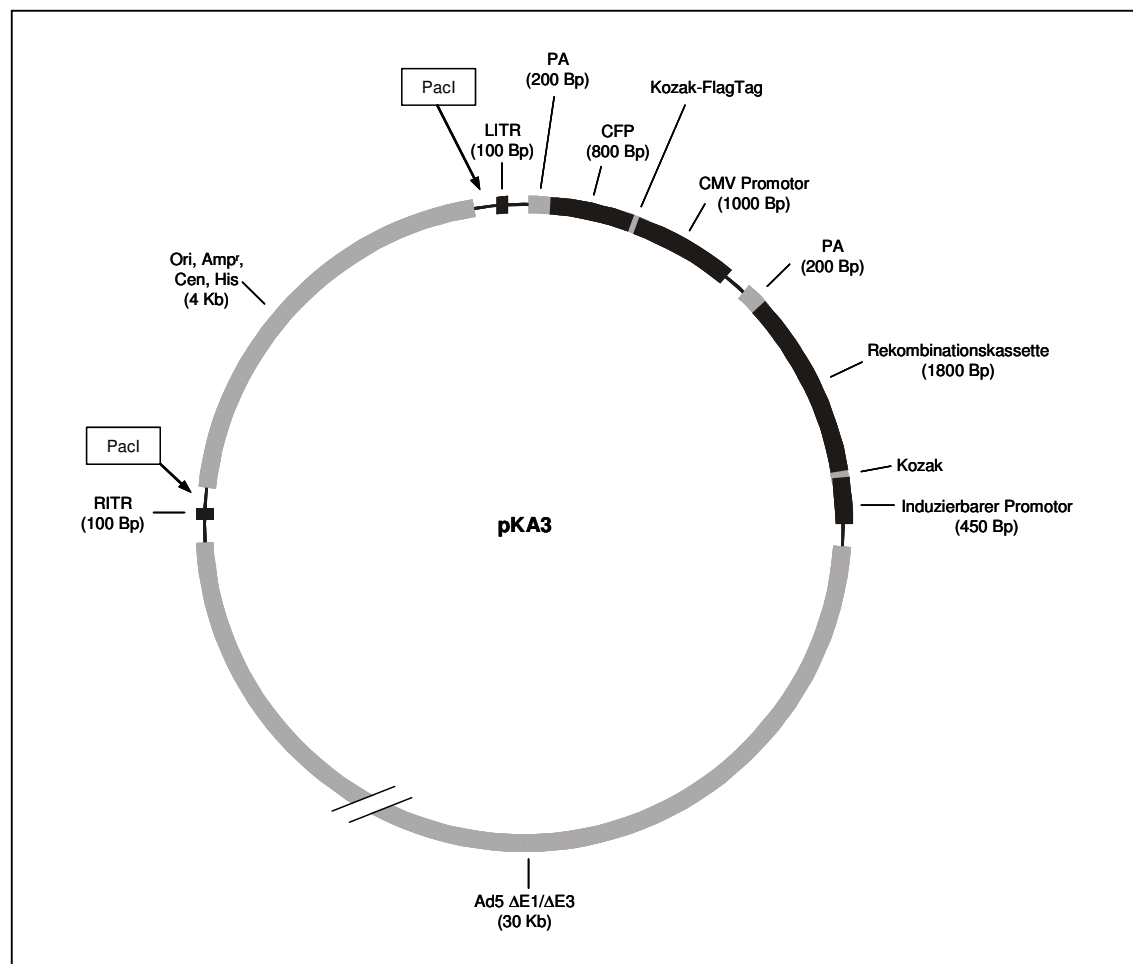 PA
(200 Bp)
PacI
Kozak-FlagTag
LITR
(100 Bp)
CFP
(800 Bp)
CMV Promotor
(1000 Bp)
PA
(200 Bp)
Ori, Ampʳ,
Cen, His
(4 Kb)
Rekombinationskassette
(1800 Bp)
PacI
Kozak
RITR
(100 Bp)
Induzierbarer Promotor
(450 Bp)
pKA3
Ad5 ΔE1/ΔE3
(30 Kb)